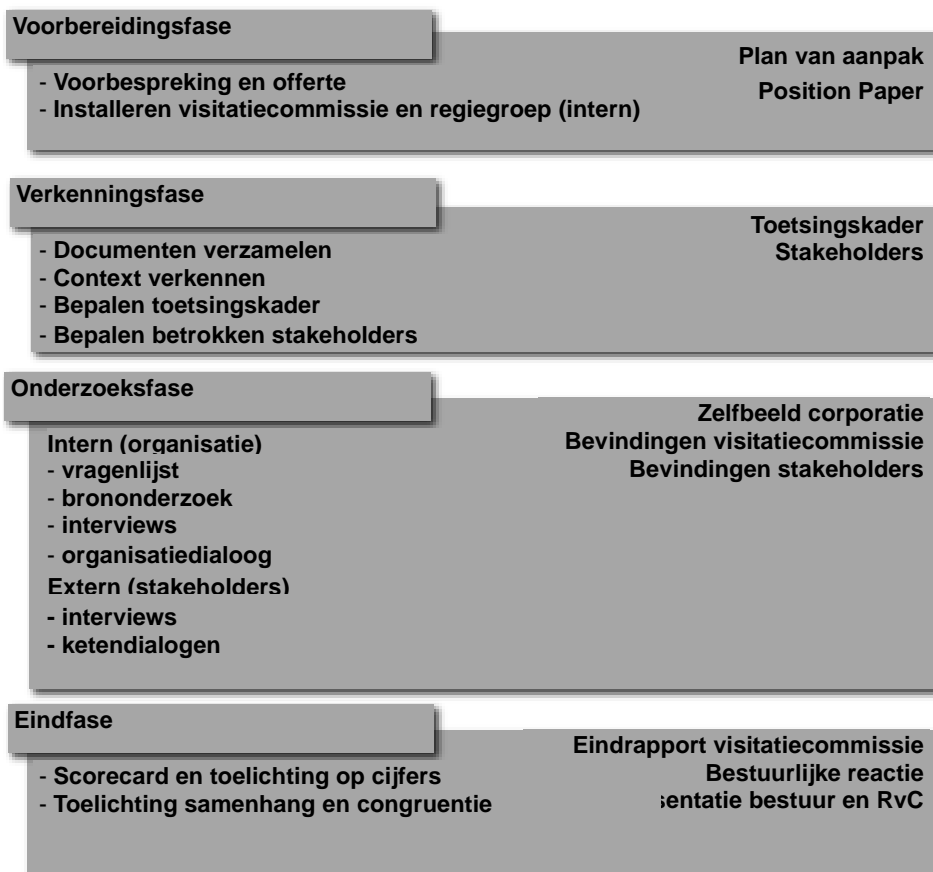 Voorbereidingsfase
- Voorbespreking en offerte
- Installeren visitatiecommissie en regiegroep (intern)
Plan van aanpak
Position Paper
Verkenningsfase
- Documenten verzamelen
- Context verkennen
- Bepalen toetsingskader
- Bepalen betrokken stakeholders
Toetsingskader
Stakeholders
Onderzoeksfase
Intern (organisatie)
- vragenlijst
- brononderzoek
- interviews
- organisatiedialoog
Extern (stakeholders)
- interviews
- ketendialogen
Zelfbeeld corporatie
Bevindingen visitatiecommissie
Bevindingen stakeholders
Eindfase
- Scorecard en toelichting op cijfers
- Toelichting samenhang en congruentie
Eindrapport visitatiecommissie
Bestuurlijke reactie
bestuur en RvC